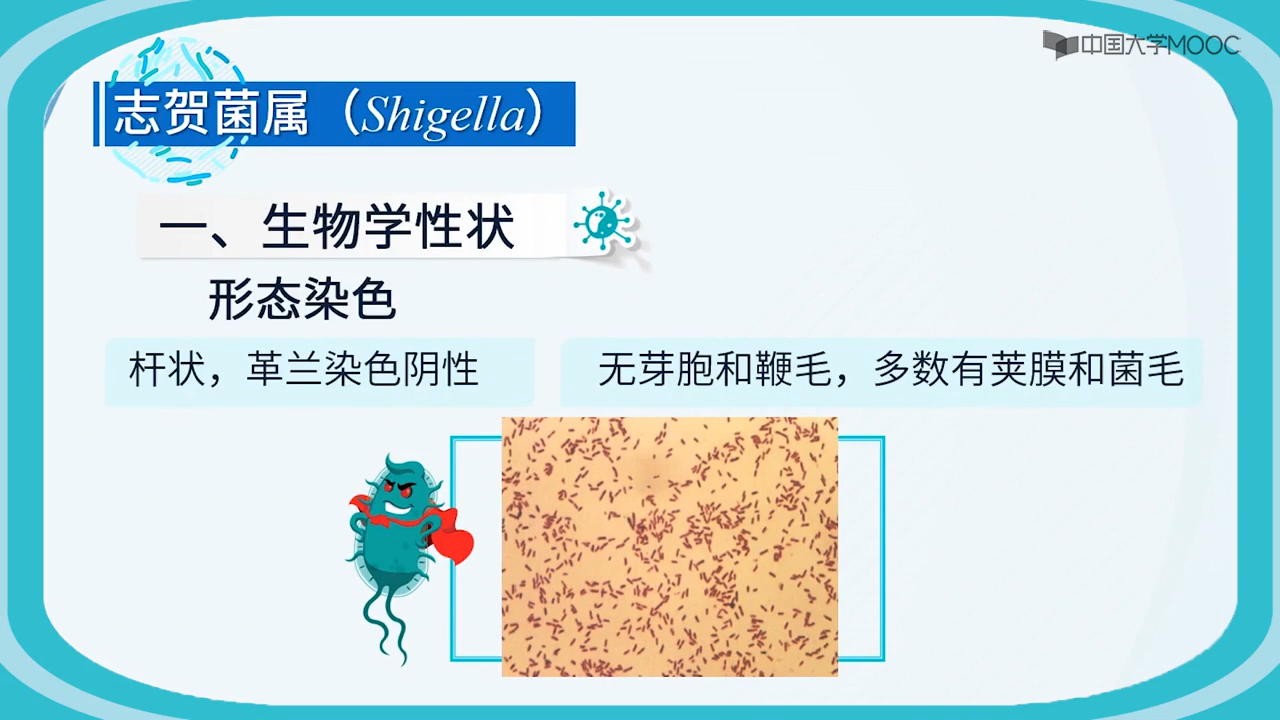 中国大学MOOC
志贺菌属（Shigella）
一、生物学性状
形态染色
杆状，革兰染色阴性
无芽胞和鞭毛，多数有荚膜和菌毛